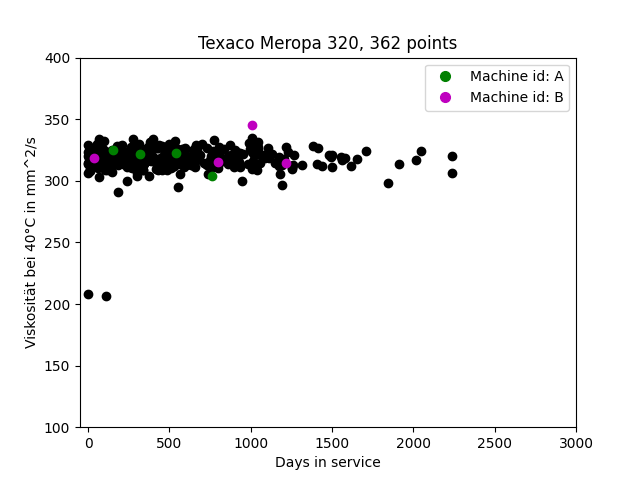 Texaco Meropa 320, 362 points
Machine id: A
Machine id: B
400
350
300
250
200
150
100
Viskosität bei 40°C in mm^2/s
0
500
1000
1500
2000
2500
3000
Days in service